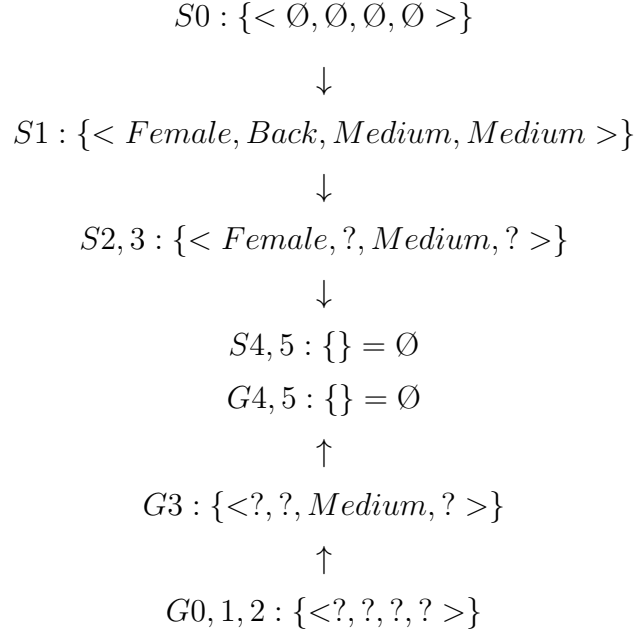 S0 : {< Ø, Ø, Ø, Ø >}
↓
S1 : {< Female, Back, Medium, Medium >}
↓
S2, 3 : {< Female, ?, Medium, ? >}
↓
S4, 5 : {} = Ø
G4, 5 : {} = Ø
↑
G3 : {<?, ?, Medium, ? >}
↑
G0, 1, 2 : {<?, ?, ?, ? >}